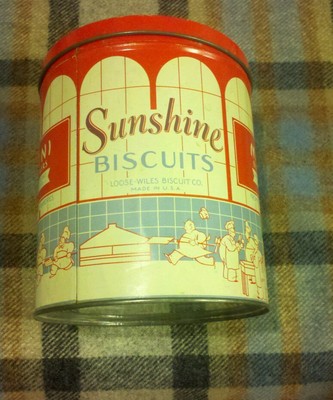 Sunshine
BISCUITS
LOOSE-WILES BISCUIT CO.
MADE IN U.S.A.